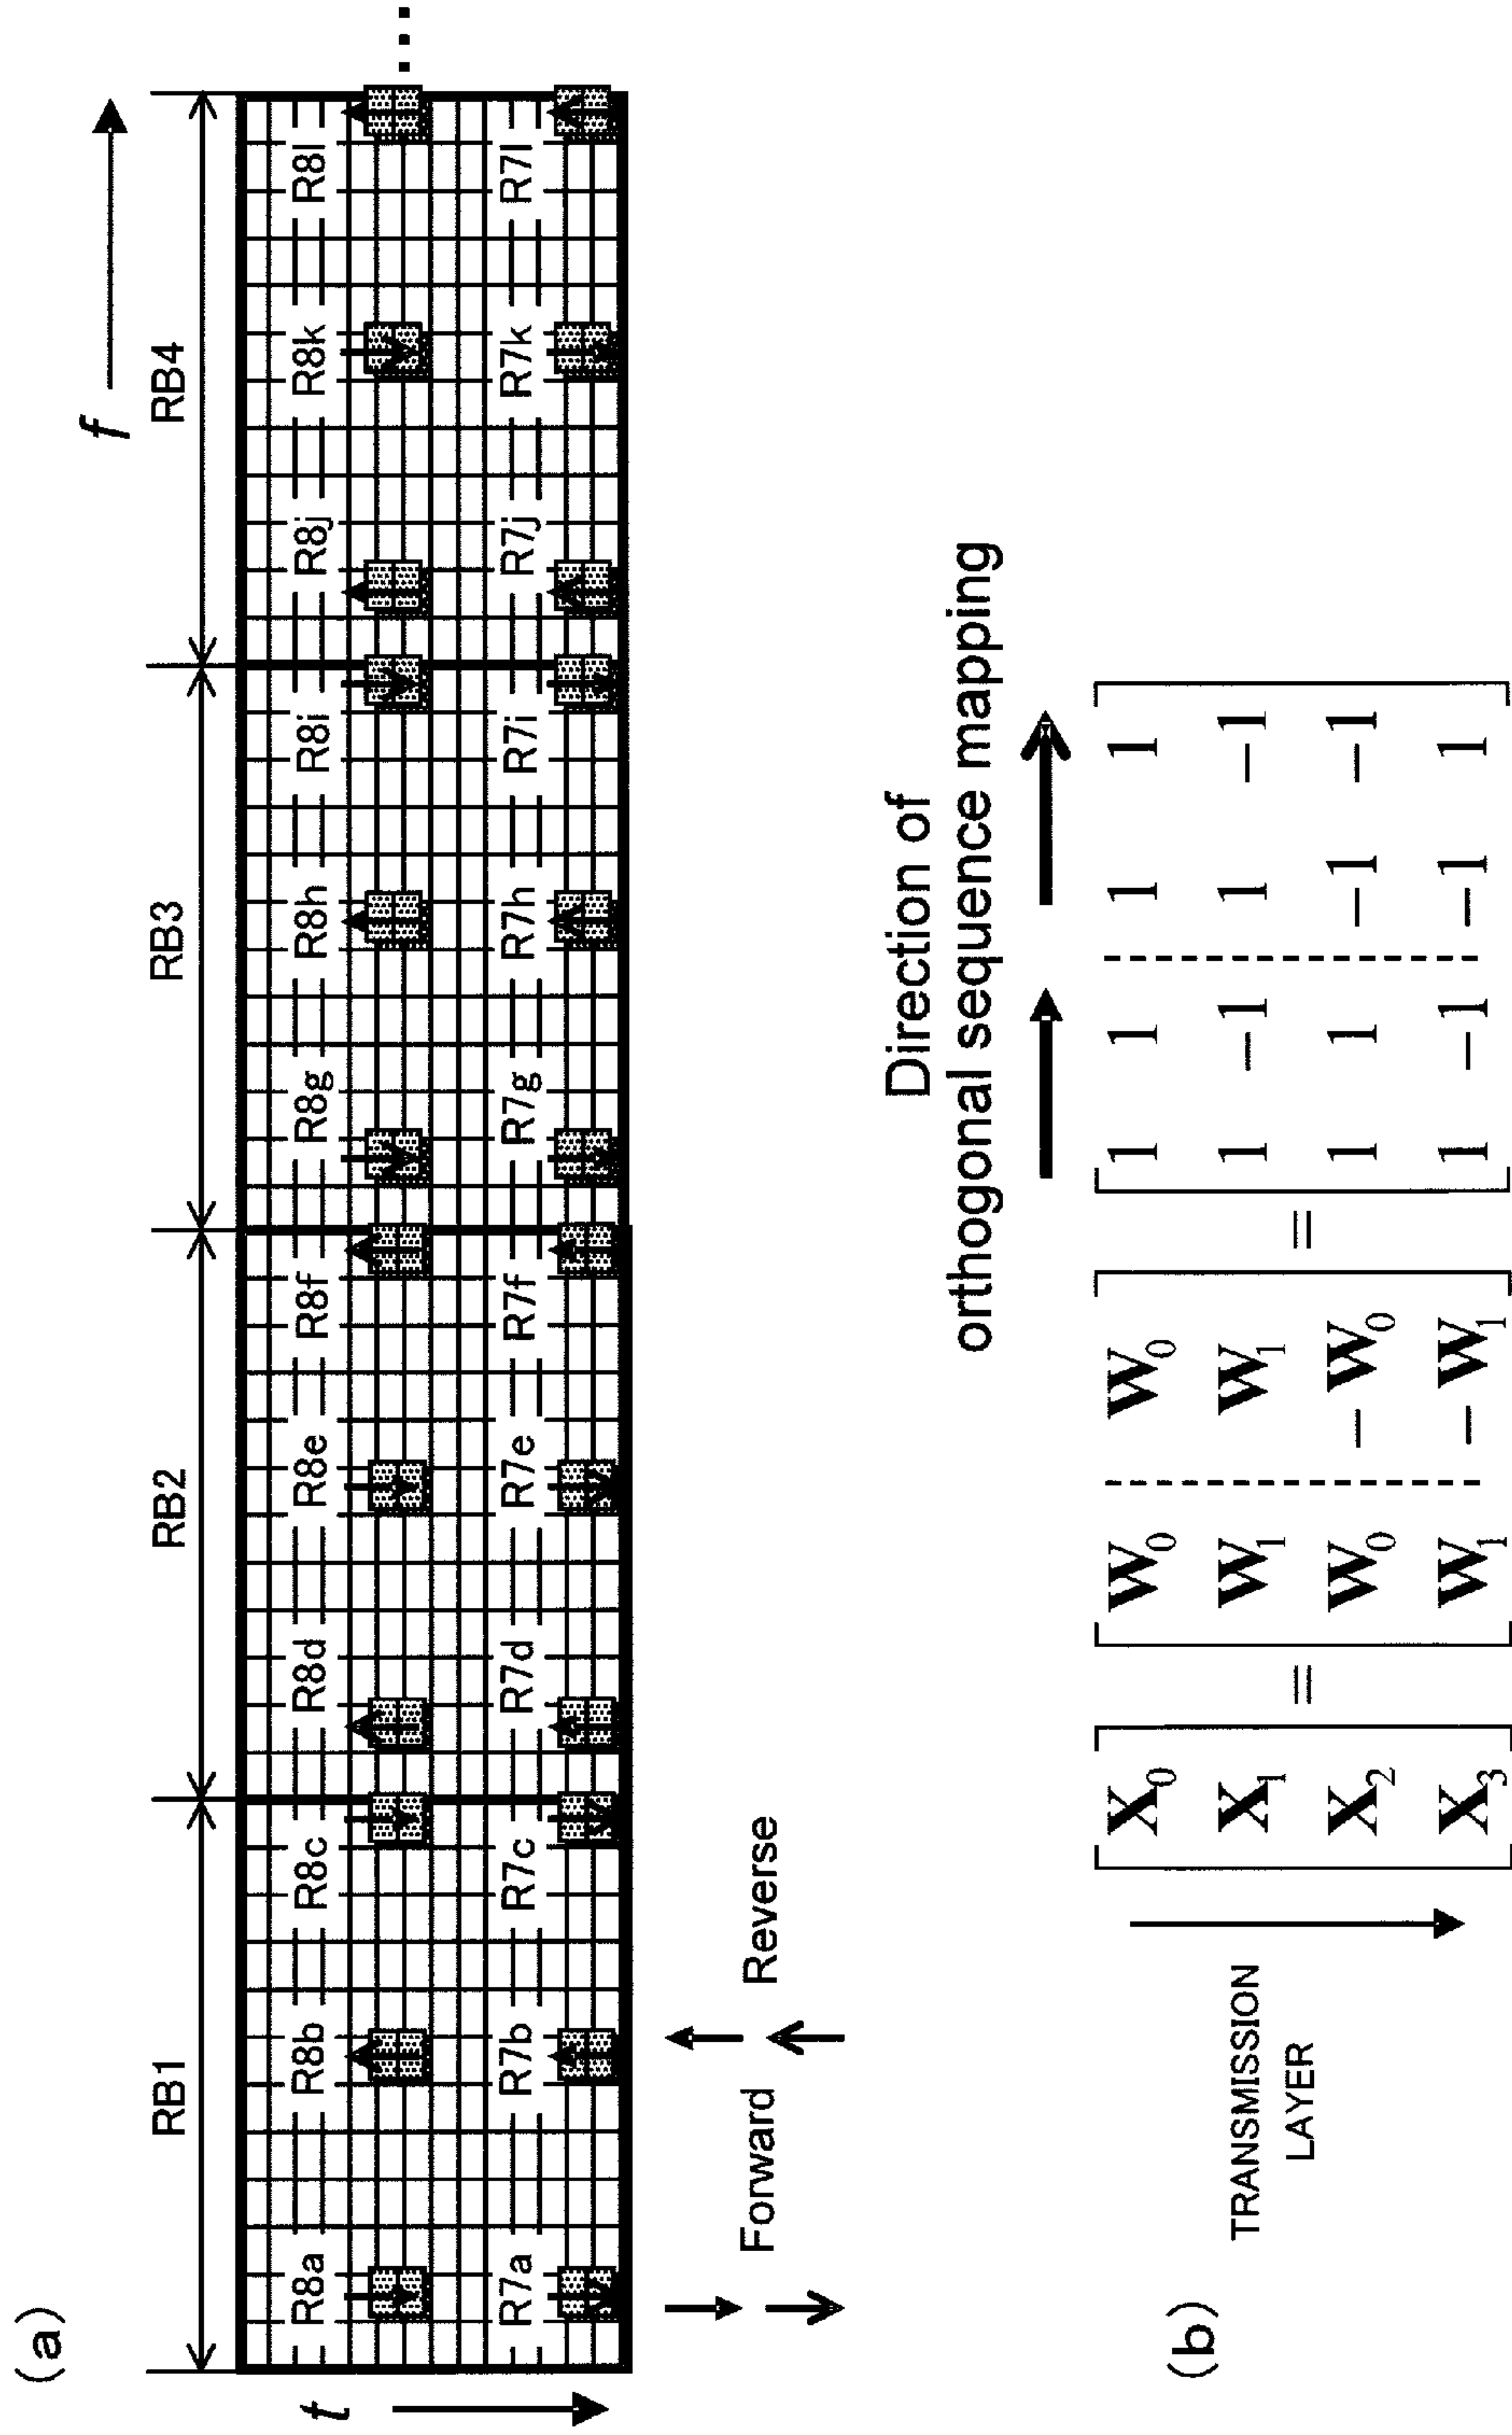 (a)
f
RB1 RB2 RB3 RB4
t
R8a R8b R8c R8d R8e R8f R8g R8h R8i R8j R8k R8l ...
R7a R7b R7c R7d R7e R7f R7g R7h R7i R7j R7k R7l
Forward Reverse
(b)
Direction of
orthogonal sequence mapping
TRANSMISSION
LAYER
X0 = W0 W0 = 1 1 1 1
X1 W1 W1 1 −1 1 −1
X2 W0 −W0 1 1 −1 −1
X3 W1 −W1 1 −1 −1 1